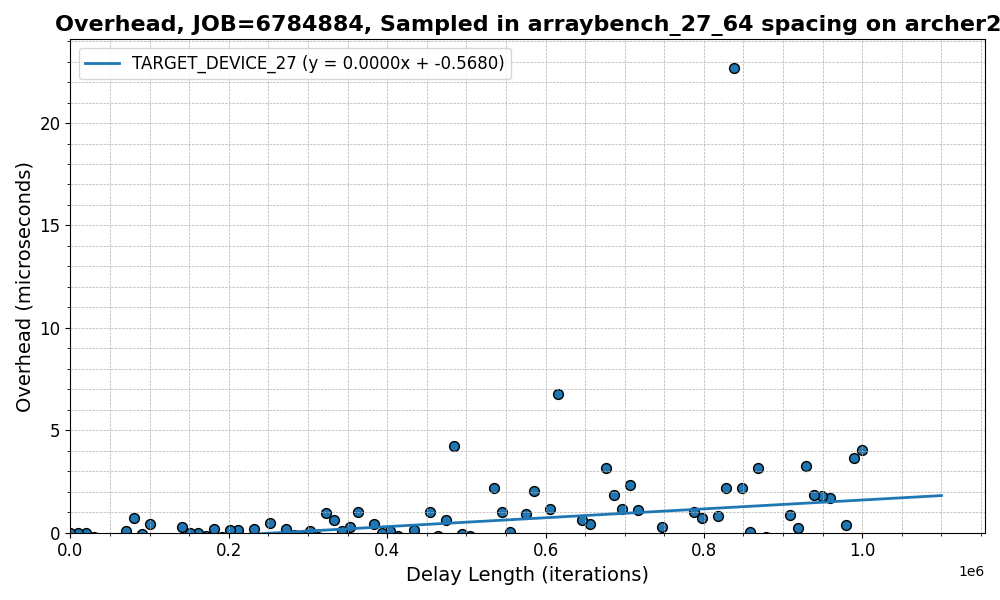 Overhead, JOB=6784884, Sampled in arraybench_27_64 spacing on archer2
TARGET_DEVICE_27 (y = 0.0000x + -0.5680)
Overhead (microseconds)
20
15
10
5
0
0.0 0.2 0.4 0.6 0.8 1.0
1e6
Delay Length (iterations)